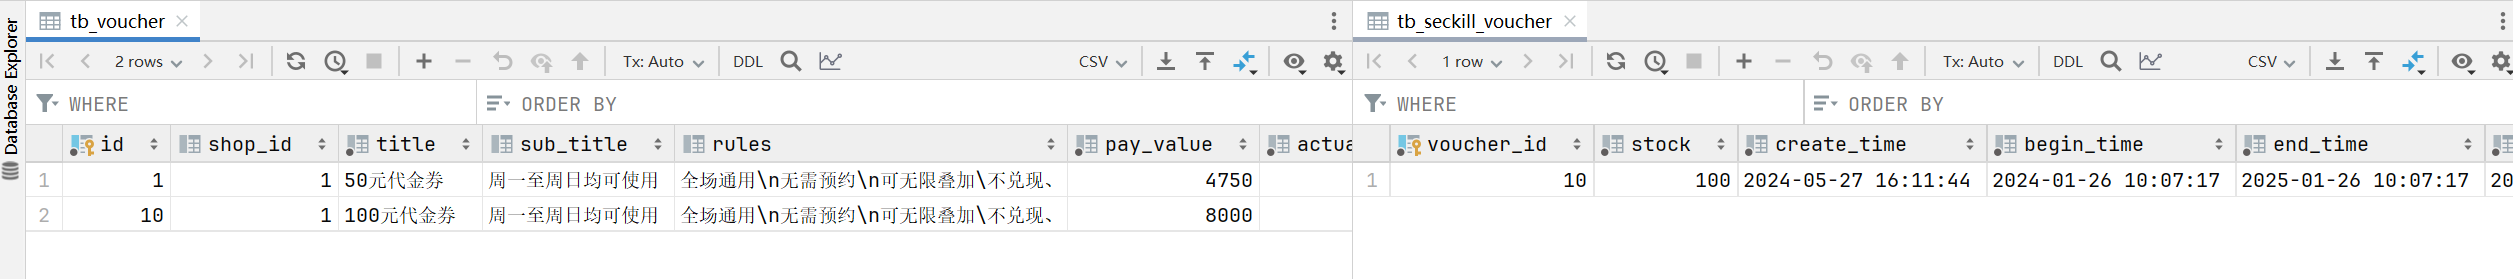 Database Explorer
tb_voucher
2 rows
Tx: Auto
DDL
CSV
WHERE
ORDER BY
id shop_id title sub_title rules pay_value actua
1 1 1 50元代金券 周一至周日均可使用 全场通用\n无需预约\n可无限叠加\不兑现、 4750
2 10 1 100元代金券 周一至周日均可使用 全场通用\n无需预约\n可无限叠加\不兑现、 8000
tb_seckill_voucher
1 row
Tx: Auto
DDL
CSV
WHERE
ORDER BY
voucher_id stock create_time begin_time end_time
1 10 100 2024-05-27 16:11:44 2024-01-26 10:07:17 2025-01-26 10:07:17 20